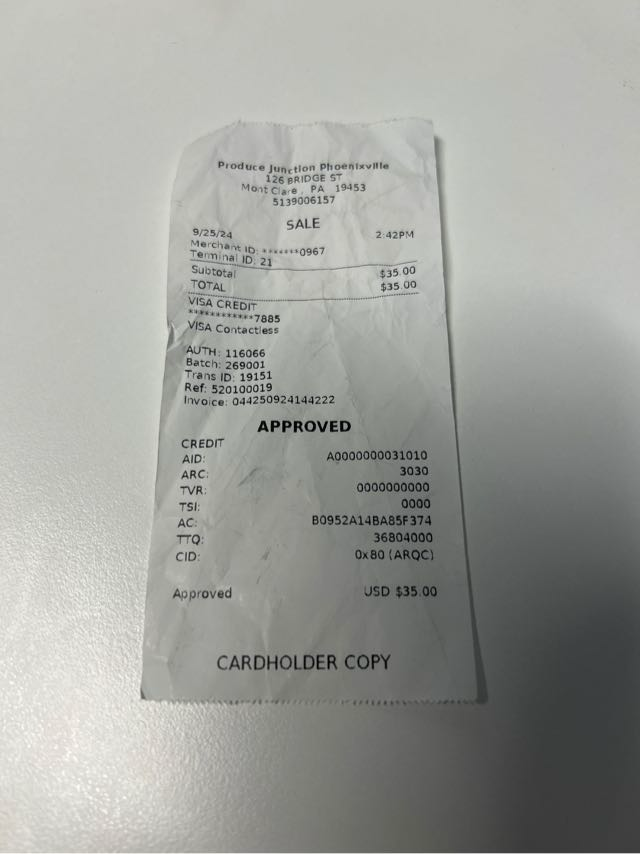 Produce Junction Phoenixville
126 BRIDGE ST
Mont Clare , PA 19453
5139006157
SALE
9/25/24 2:42PM
Merchant ID: *******0967
Terminal ID: 21
Subtotal $35.00
TOTAL $35.00
VISA CREDIT
************7885
VISA Contactless
AUTH: 116066
Batch: 269001
Trans ID: 19151
Ref: 520100019
Invoice: 044250924144222
APPROVED
CREDIT
AID: A0000000031010
ARC: 3030
TVR: 0000000000
TSI: 0000
AC: B0952A14BA85F374
TTQ: 36804000
CID: 0x80 (ARQC)
Approved USD $35.00
CARDHOLDER COPY